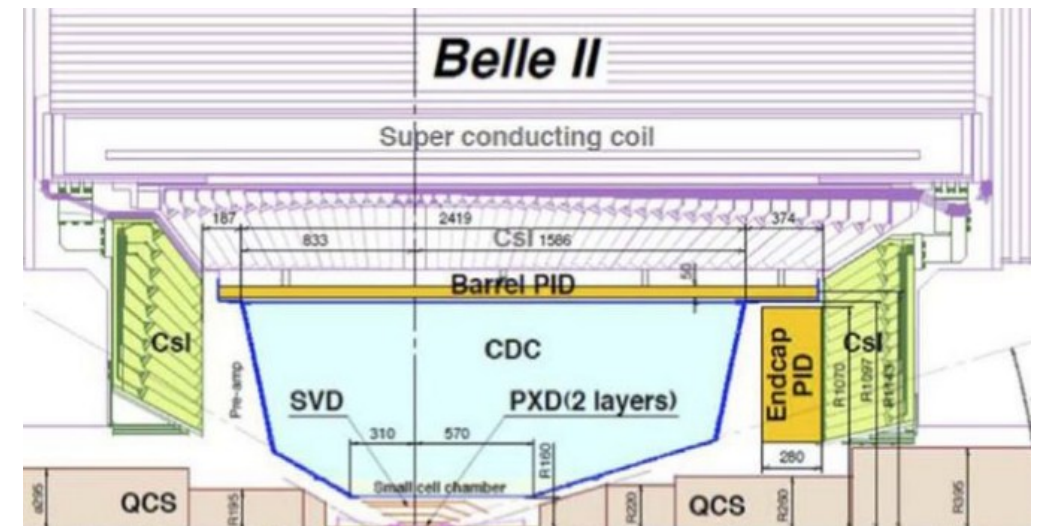 Belle II
Super conducting coil
187
2419
374
833
CsI
1586
50
Barrel PID
CsI
CDC
Endcap
PID
CsI
Pre-amp
R1070
R1097
R1143
SVD
PXD(2 layers)
310
570
R160
280
Small cell chamber
QCS
R195
R220
QCS
R260
R395